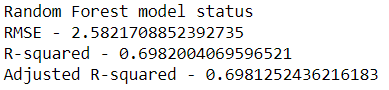 Random Forest model status
RMSE - 2.5821708852392735
R-squared - 0.6982004069596521
Adjusted R-squared - 0.6981252436216183